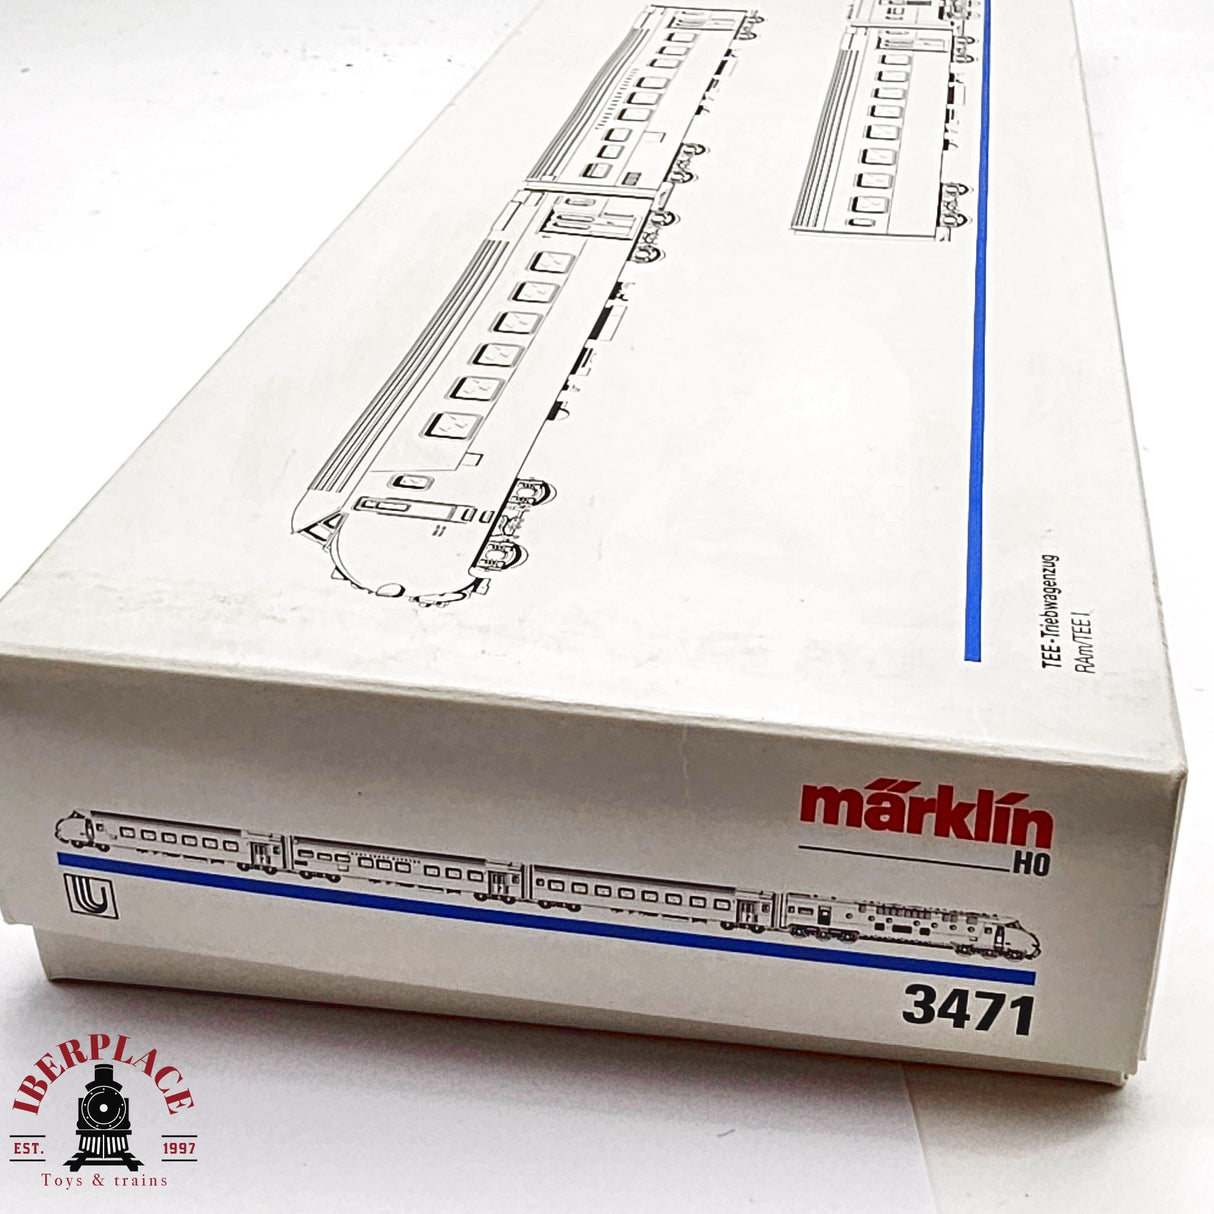 TEE-Triebwagenzug
RAm/TEE I
märklin
HO
3471
IBERPLACE
EST. 1997
Toys & trains